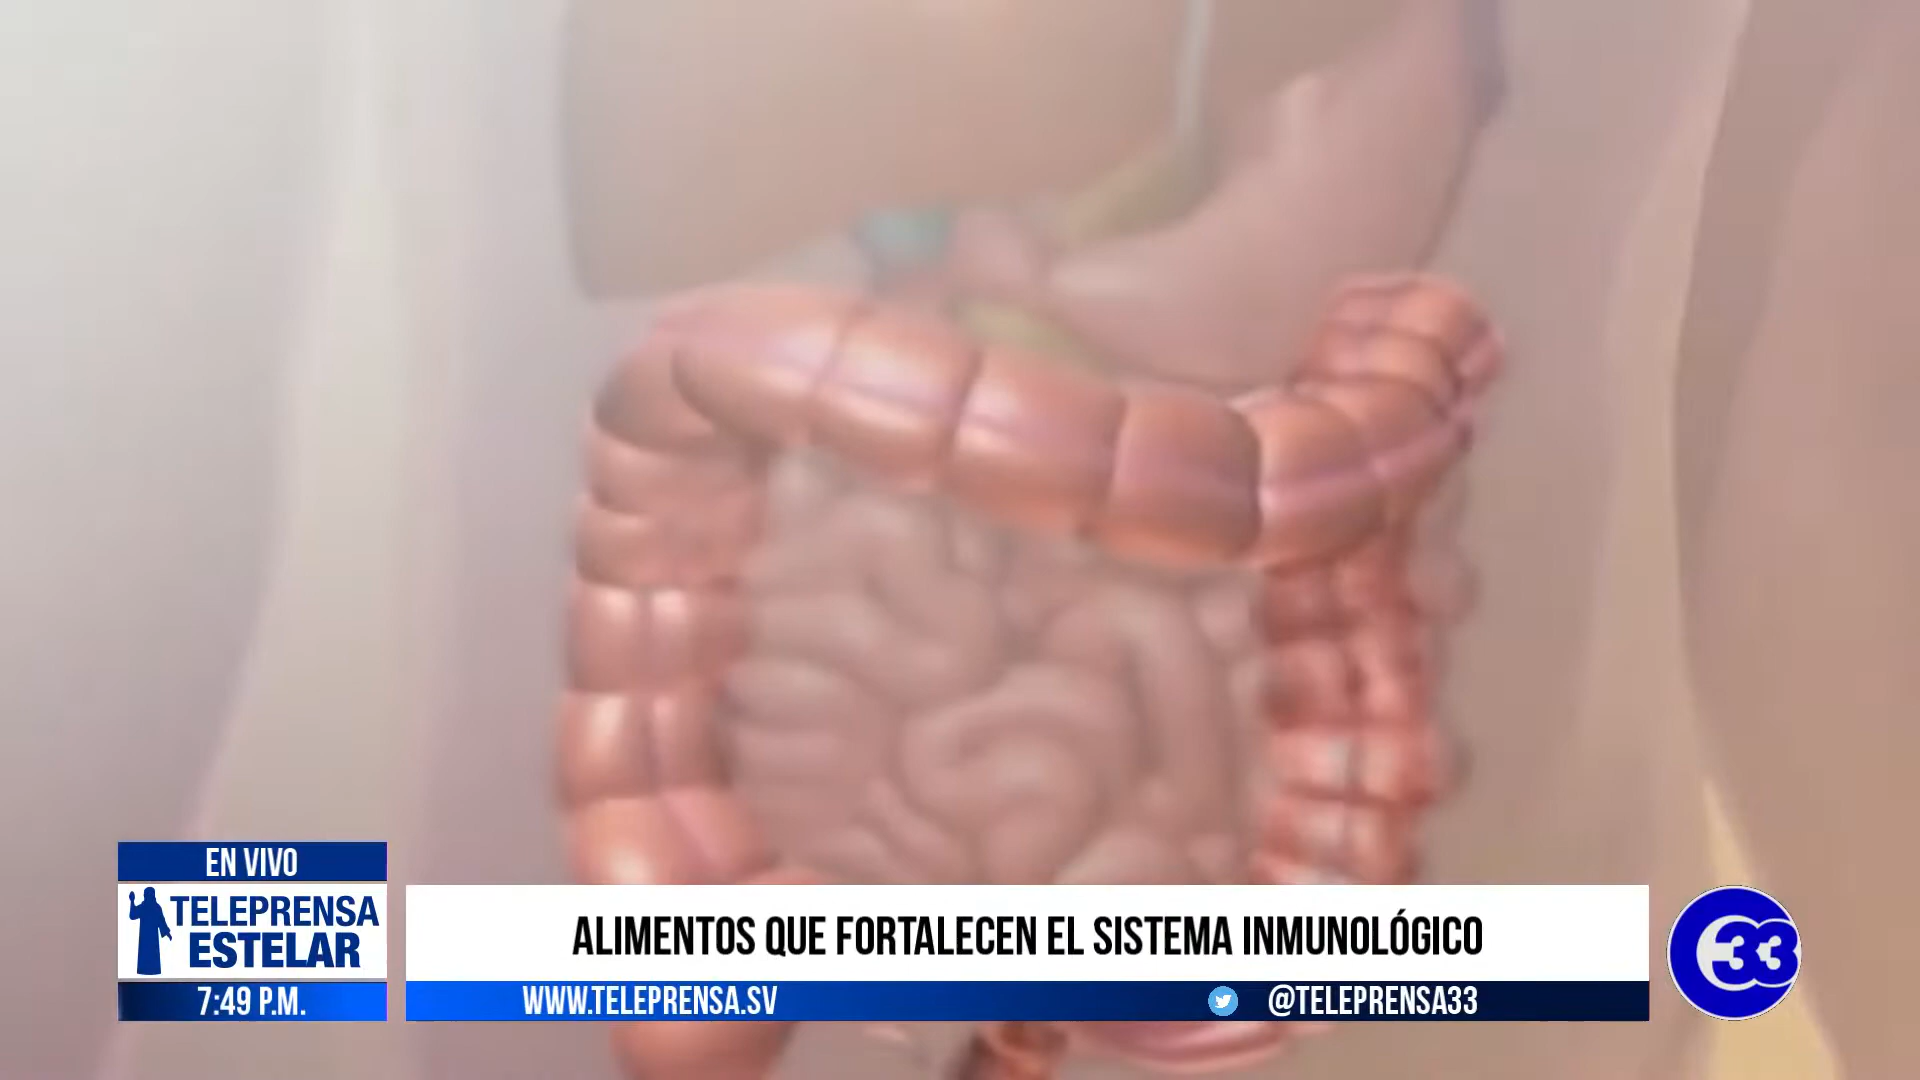 EN VIVO
TELEPRENSA
ESTELAR
7:49 P.M.
ALIMENTOS QUE FORTALECEN EL SISTEMA INMUNOLÓGICO
WWW.TELEPRENSA.SV
@TELEPRENSA33
33